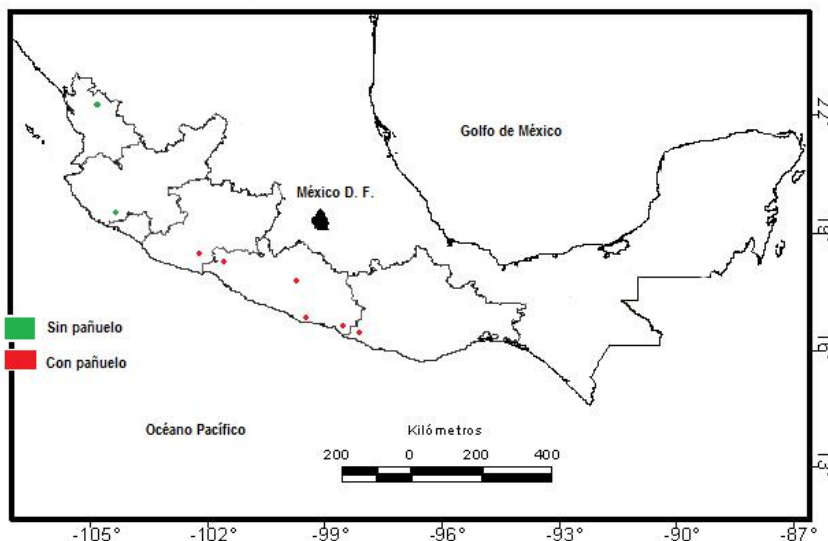 Golfo de México
México D. F.
Sin pañuelo
Con pañuelo
Océano Pacífico
Kilómetros
200 0 200 400
-105° -102° -99° -96° -93° -90° -87°